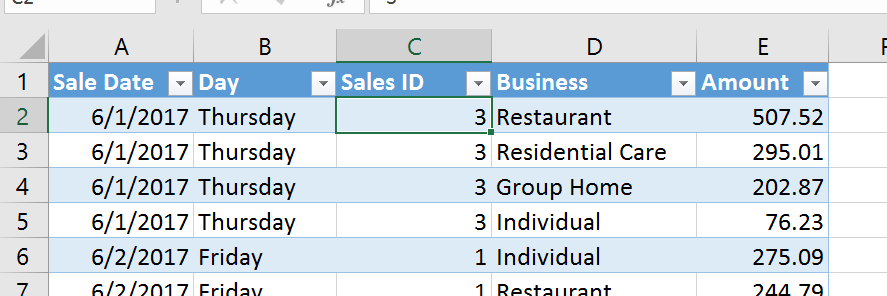 A B C D E
1 Sale Date Day Sales ID Business Amount
2 6/1/2017 Thursday 3 Restaurant 507.52
3 6/1/2017 Thursday 3 Residential Care 295.01
4 6/1/2017 Thursday 3 Group Home 202.87
5 6/1/2017 Thursday 3 Individual 76.23
6 6/2/2017 Friday 1 Individual 275.09
7 6/2/2017 Friday 1 Restaurant 244.79